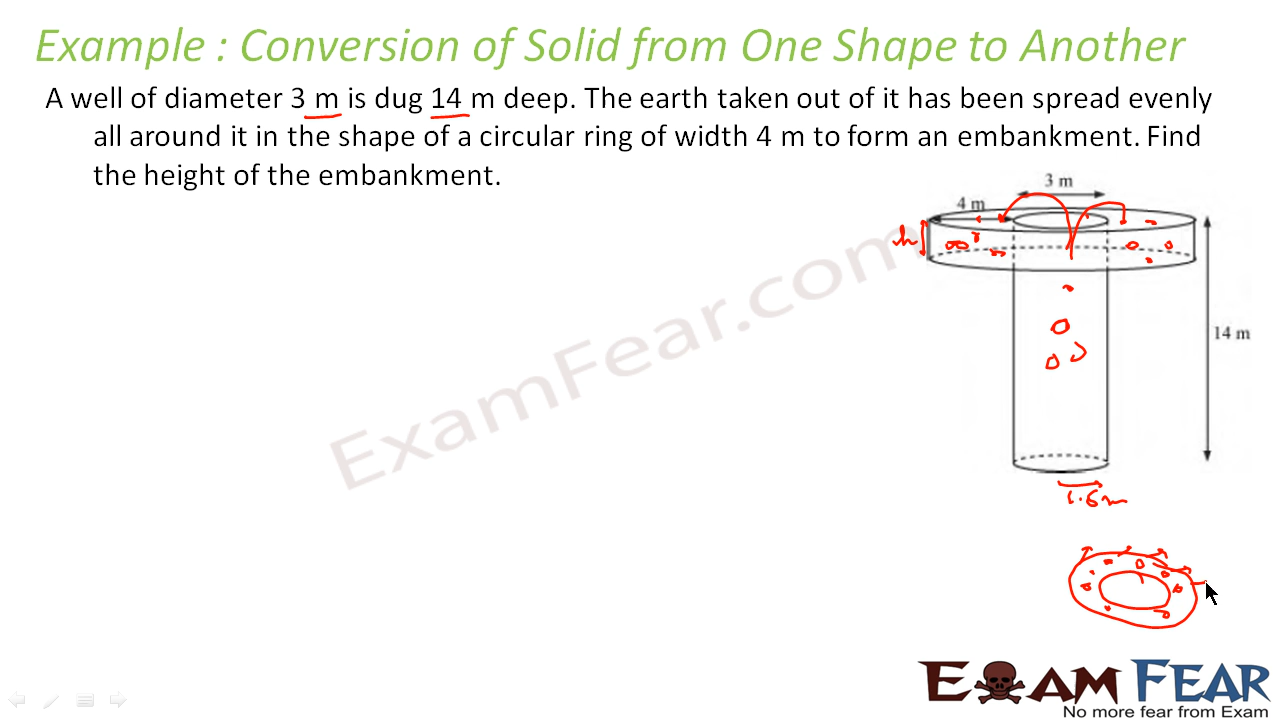 Example : Conversion of Solid from One Shape to Another
A well of diameter 3 m is dug 14 m deep. The earth taken out of it has been spread evenly
all around it in the shape of a circular ring of width 4 m to form an embankment. Find
the height of the embankment.
3 m
4 m
h
14 m
1.5m
ExamFear.com
EXAM FEAR
No more fear from Exam